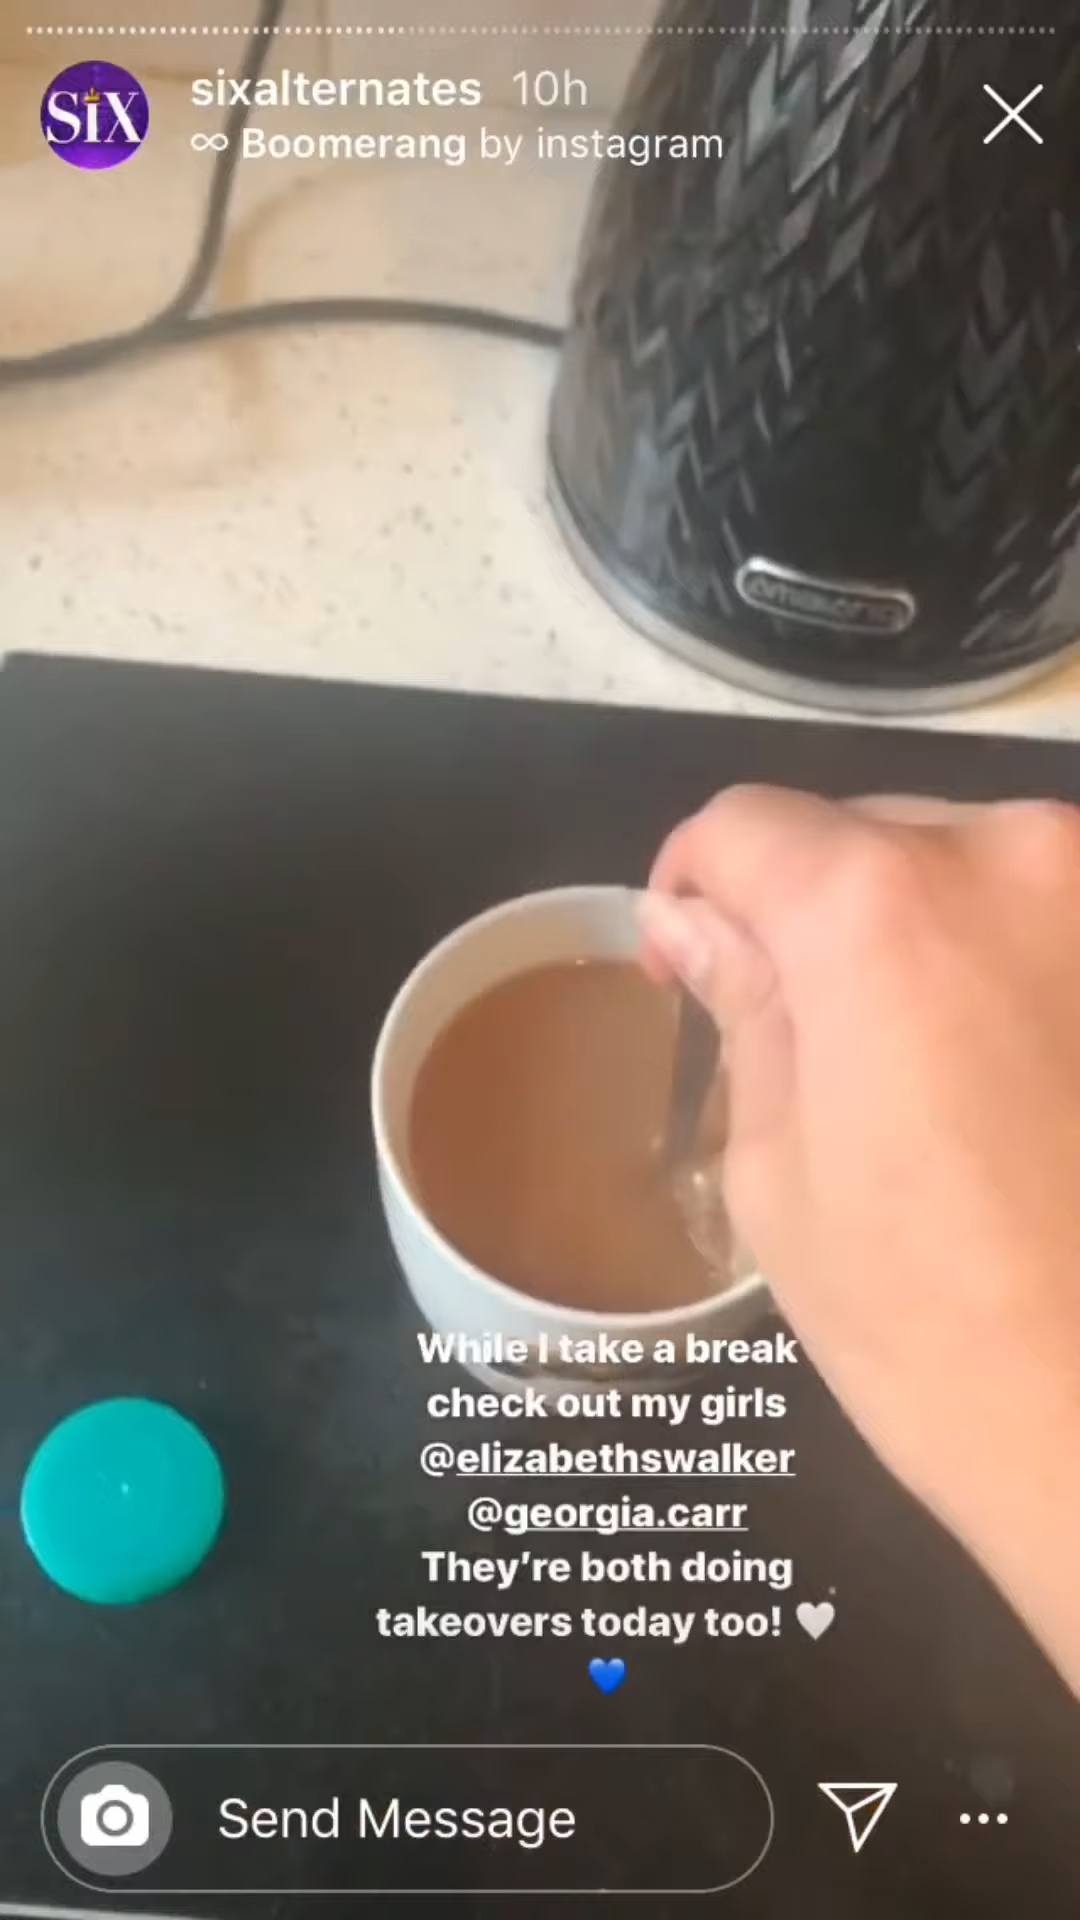 SiX
sixalternates 10h
∞ Boomerang by instagram
While I take a break
check out my girls
@elizabethswalker
@georgia.carr
They're both doing
takeovers today too! 🤍
💙
Send Message